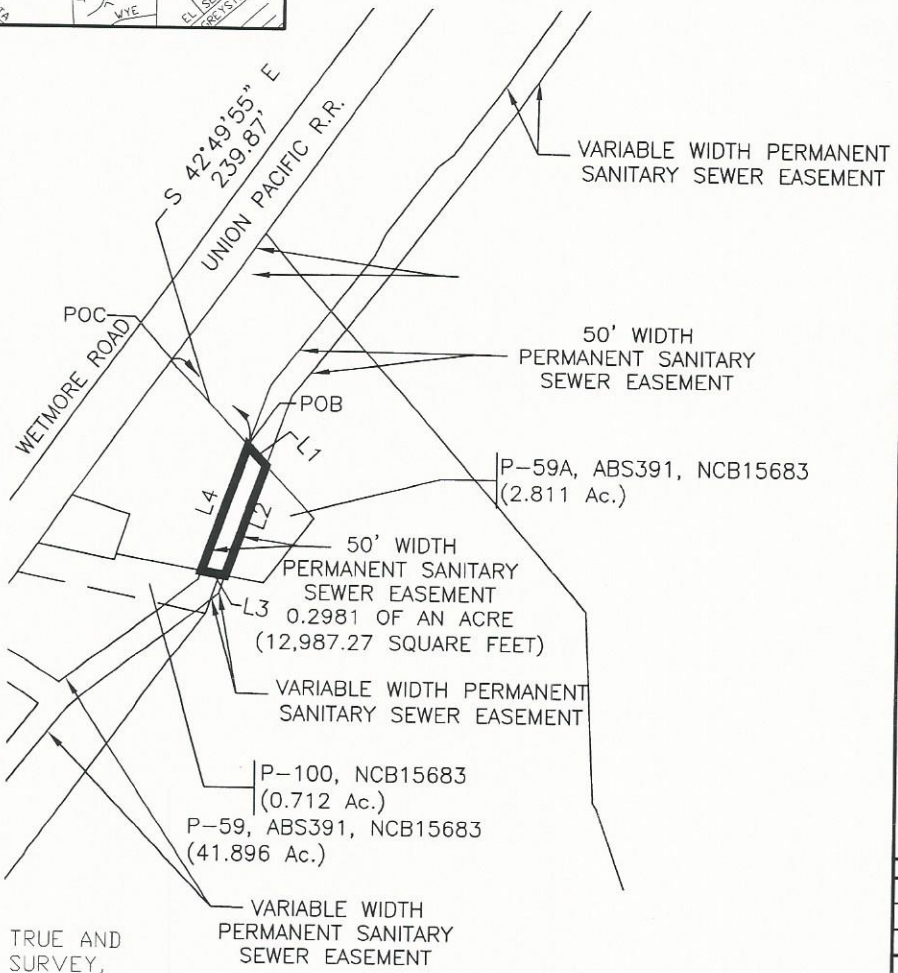 WYE
S 42°49'55" E
239.87'
UNION PACIFIC R.R.
VARIABLE WIDTH PERMANENT
SANITARY SEWER EASEMENT
POC
WETMORE ROAD
50' WIDTH
PERMANENT SANITARY
SEWER EASEMENT
POB
L1
P-59A, ABS391, NCB15683
(2.811 Ac.)
L4
L2
50' WIDTH
PERMANENT SANITARY
SEWER EASEMENT
0.2981 OF AN ACRE
(12,987.27 SQUARE FEET)
L3
VARIABLE WIDTH PERMANENT
SANITARY SEWER EASEMENT
P-100, NCB15683
(0.712 Ac.)
P-59, ABS391, NCB15683
(41.896 Ac.)
VARIABLE WIDTH
PERMANENT SANITARY
SEWER EASEMENT
TRUE AND
SURVEY,